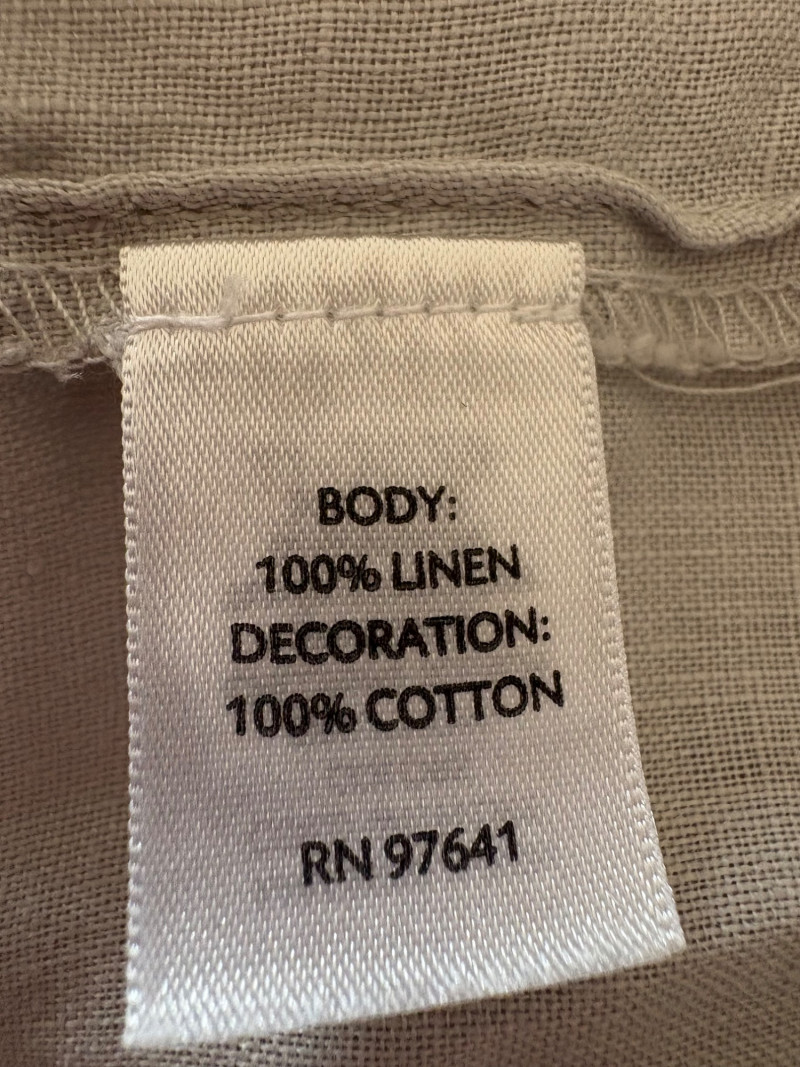 BODY:
100% LINEN
DECORATION:
100% COTTON
RN 97641